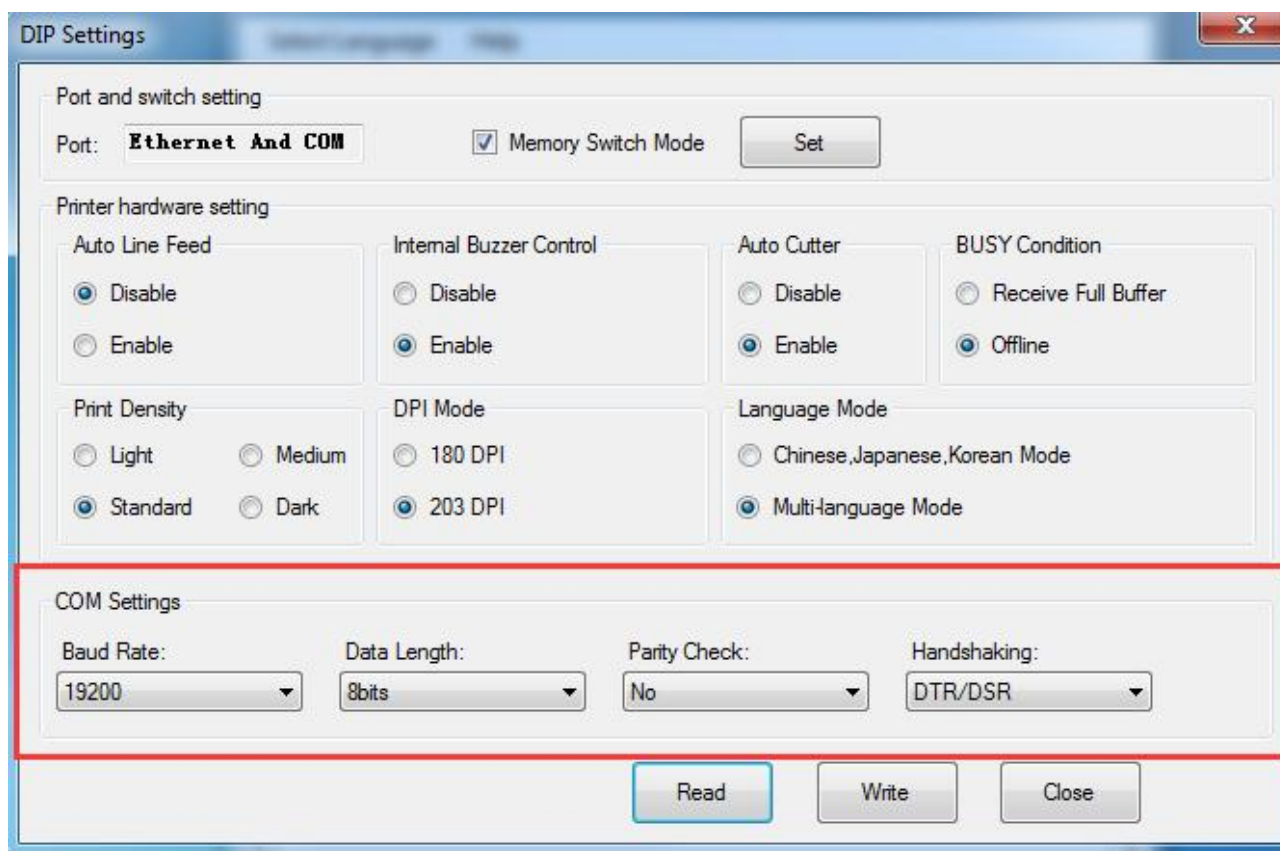 DIP Settings
Select Language Help
Port and switch setting
Port: Ethernet And COM Memory Switch Mode Set
Printer hardware setting
Auto Line Feed Internal Buzzer Control Auto Cutter BUSY Condition
Disable Disable Disable Receive Full Buffer
Enable Enable Enable Offline
Print Density DPI Mode Language Mode
Light Medium 180 DPI Chinese,Japanese,Korean Mode
Standard Dark 203 DPI Multi-language Mode
COM Settings
Baud Rate: Data Length: Parity Check: Handshaking:
19200 8bits No DTR/DSR
Read Write Close